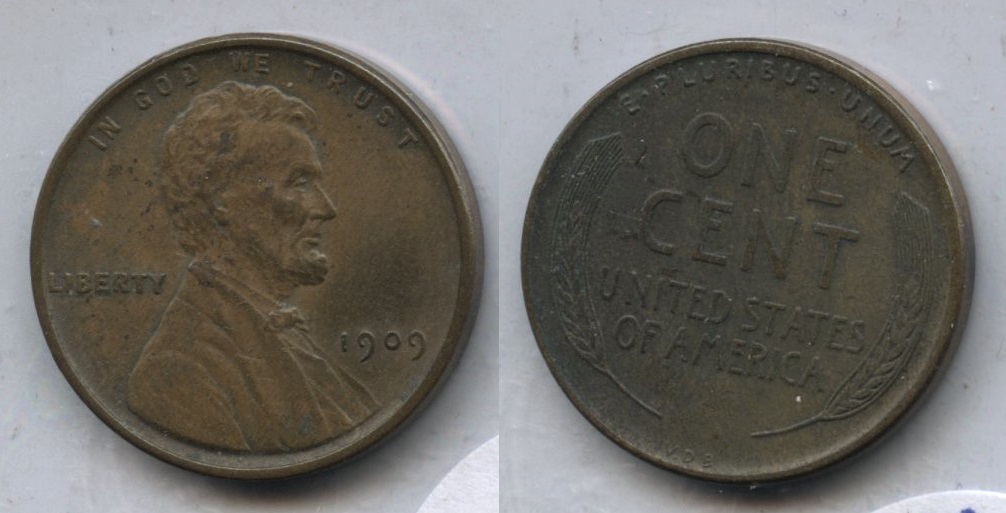 IN GOD WE TRUST
LIBERTY
1909
E·PLURIBUS·UNUM
ONE
CENT
UNITED STATES
OF AMERICA
VDB